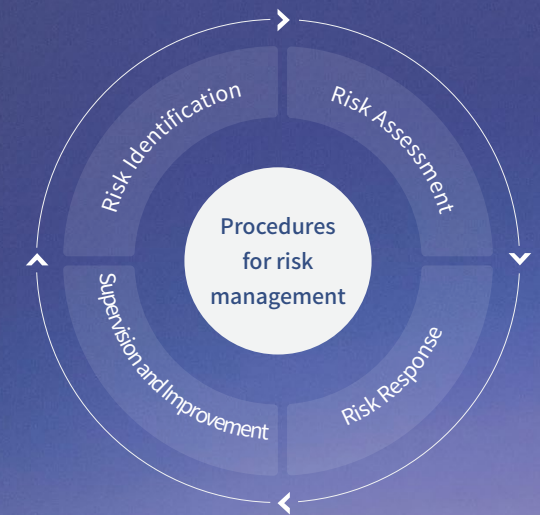 Risk Identification
Risk Assessment
Procedures
for risk
management
Supervision and Improvement
Risk Response